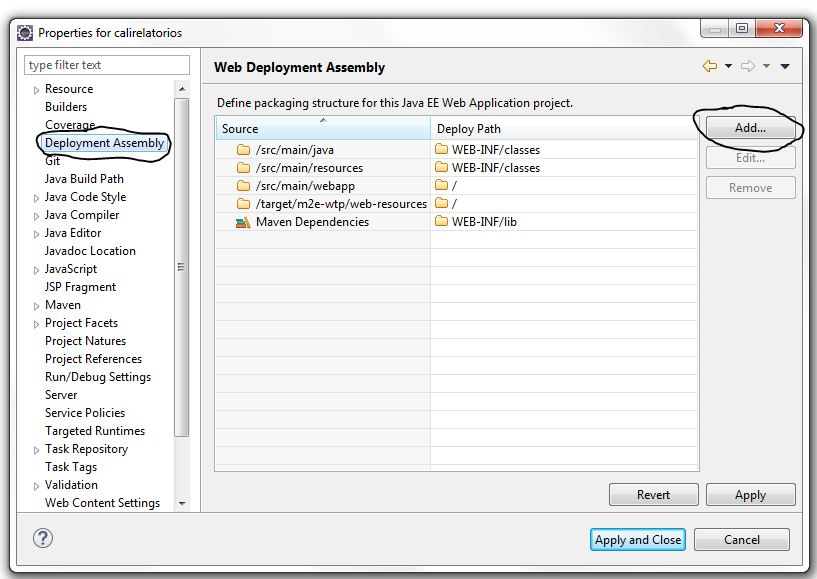 Properties for calirelatorios
type filter text
Resource
Builders
Coverage
Deployment Assembly
Git
Java Build Path
Java Code Style
Java Compiler
Java Editor
Javadoc Location
JavaScript
JSP Fragment
Maven
Project Facets
Project Natures
Project References
Run/Debug Settings
Server
Service Policies
Targeted Runtimes
Task Repository
Task Tags
Validation
Web Content Settings
Web Deployment Assembly
Define packaging structure for this Java EE Web Application project.
Source Deploy Path
/src/main/java WEB-INF/classes
/src/main/resources WEB-INF/classes
/src/main/webapp /
/target/m2e-wtp/web-resources /
Maven Dependencies WEB-INF/lib
Add...
Edit...
Remove
Revert Apply
? Apply and Close Cancel